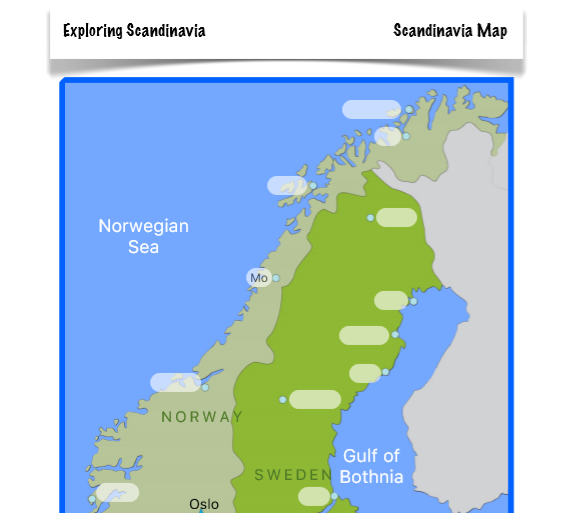 Exploring Scandinavia
Scandinavia Map
Norwegian
Sea
Mo
NORWAY
Gulf of
Bothnia
SWEDEN
Oslo